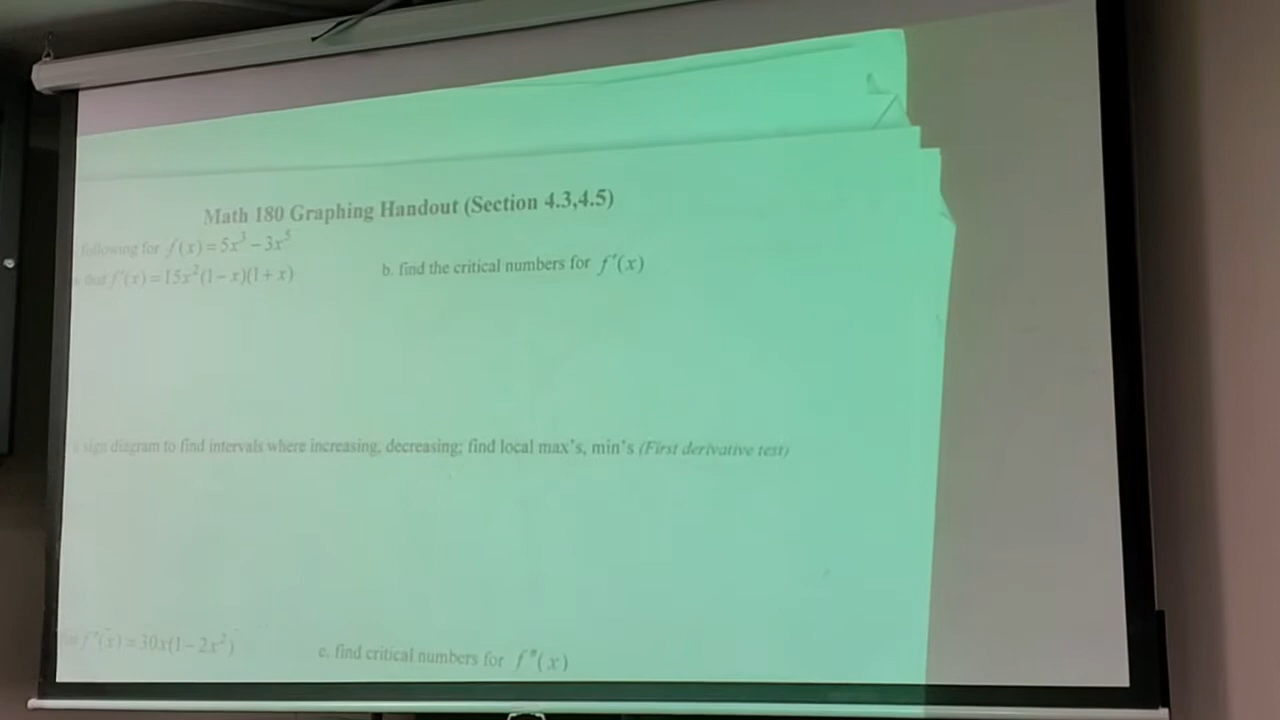 Math 180 Graphing Handout (Section 4.3,4.5)
following for f(x) = 5x³ − 3x⁵
that f′(x) = 15x²(1 − x)(1 + x) b. find the critical numbers for f′(x)
sign diagram to find intervals where increasing, decreasing; find local max's, min's (First derivative test)
f″(x) = 30x(1 − 2x²) e. find critical numbers for f″(x)